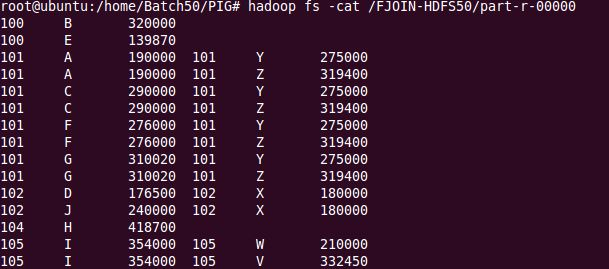 root@ubuntu:/home/Batch50/PIG# hadoop fs -cat /FJOIN-HDFS50/part-r-00000
100 B 320000
100 E 139870
101 A 190000 101 Y 275000
101 A 190000 101 Z 319400
101 C 290000 101 Y 275000
101 C 290000 101 Z 319400
101 F 276000 101 Y 275000
101 F 276000 101 Z 319400
101 G 310020 101 Y 275000
101 G 310020 101 Z 319400
102 D 176500 102 X 180000
102 J 240000 102 X 180000
104 H 418700
105 I 354000 105 W 210000
105 I 354000 105 V 332450